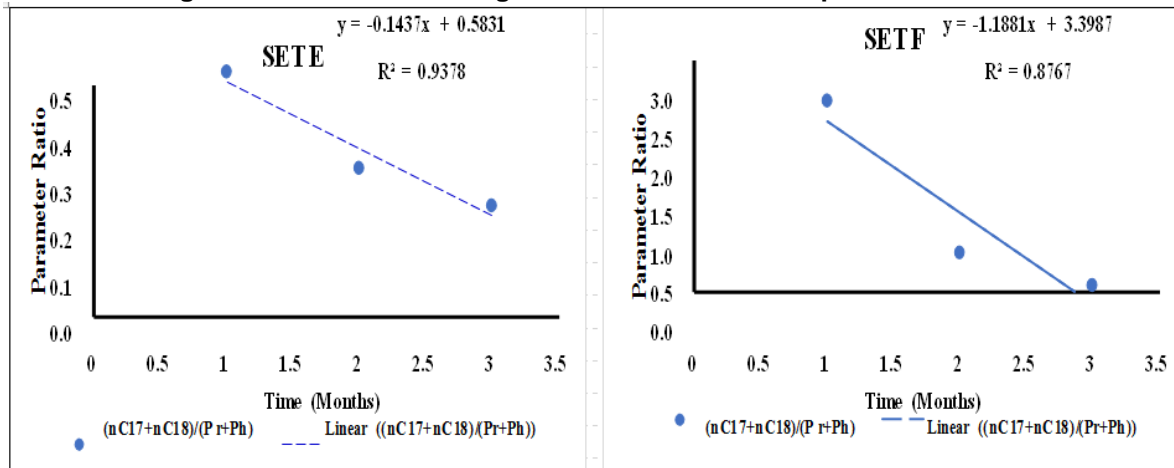 y = -0.1437x + 0.5831
SETE
R² = 0.9378
Parameter Ratio
0.5
0.4
0.3
0.2
0.1
0.0
0 0.5 1 1.5 2 2.5 3 3.5
Time (Months)
(nC17+nC18)/(P r+Ph) Linear ((nC17+nC18)/(Pr+Ph))
y = -1.1881x + 3.3987
SETF
R² = 0.8767
Parameter Ratio
3.0
2.5
2.0
1.5
1.0
0.5
0.0
0 0.5 1 1.5 2 2.5 3 3.5
Time (Months)
(nC17+nC18)/(P r+Ph) Linear ((nC17+nC18)/(Pr+Ph))